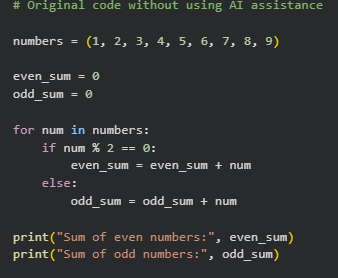 # Original code without using AI assistance
numbers = (1, 2, 3, 4, 5, 6, 7, 8, 9)
even_sum = 0
odd_sum = 0
for num in numbers:
    if num % 2 == 0:
        even_sum = even_sum + num
    else:
        odd_sum = odd_sum + num
print("Sum of even numbers:", even_sum)
print("Sum of odd numbers:", odd_sum)